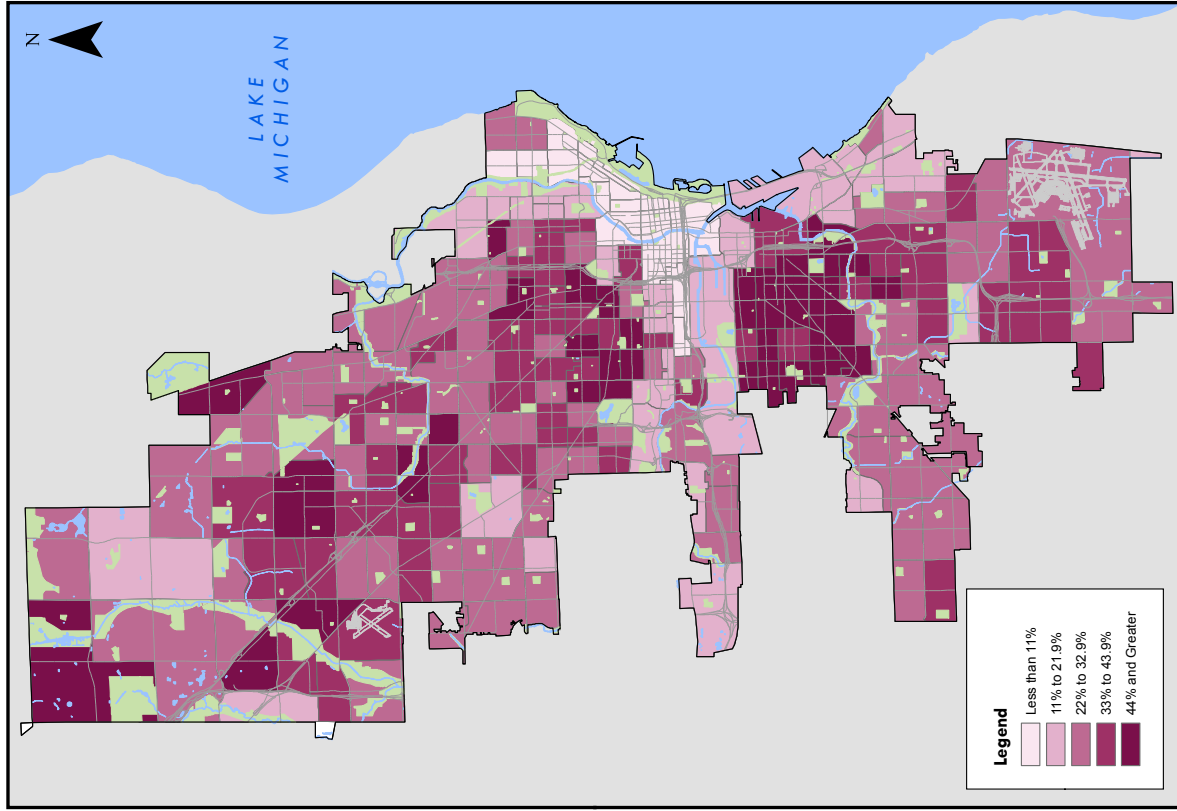 N
LAKE
MICHIGAN
Legend
Less than 11%
11% to 21.9%
22% to 32.9%
33% to 43.9%
44% and Greater